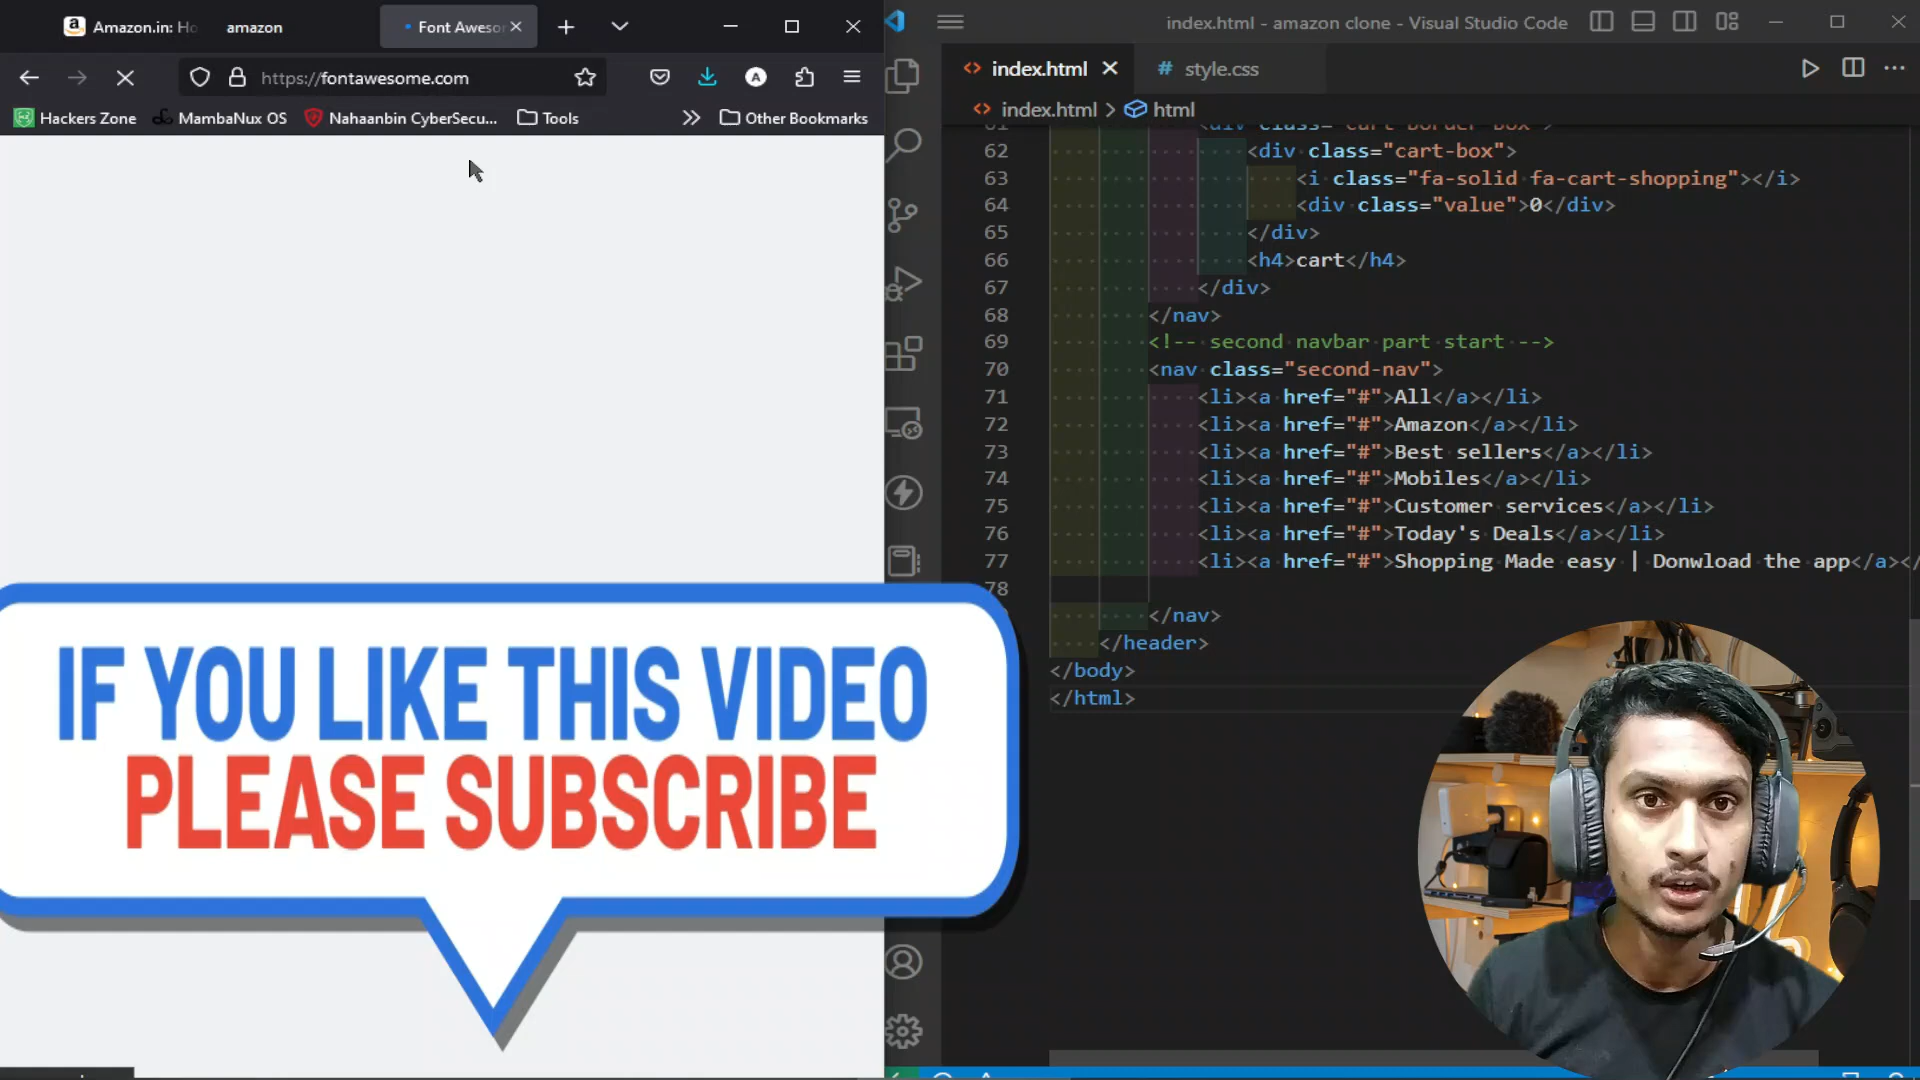 Amazon.in: Ho
amazon
Font Aweso
https://fontawesome.com
Hackers Zone
MambaNux OS
Nahaanbin CyberSecu...
Tools
Other Bookmarks
index.html - amazon clone - Visual Studio Code
index.html
# style.css
index.html > html
61 <div class="cart-border-box">
62 <div class="cart-box">
63 <i class="fa-solid fa-cart-shopping"></i>
64 <div class="value">0</div>
65 </div>
66 <h4>cart</h4>
67 </div>
68 </nav>
69 <!-- second navbar part start -->
70 <nav class="second-nav">
71 <li><a href="#">All</a></li>
72 <li><a href="#">Amazon</a></li>
73 <li><a href="#">Best sellers</a></li>
74 <li><a href="#">Mobiles</a></li>
75 <li><a href="#">Customer services</a></li>
76 <li><a href="#">Today's Deals</a></li>
77 <li><a href="#">Shopping Made easy | Donwload the app</a></
78
</nav>
</header>
</body>
</html>
IF YOU LIKE THIS VIDEO
PLEASE SUBSCRIBE